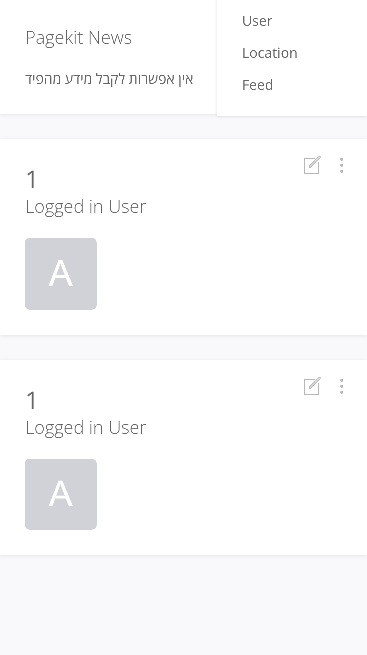 Pagekit News
אין אפשרות לקבל מידע מהפיד
User
Location
Feed
1
Logged in User
A
1
Logged in User
A